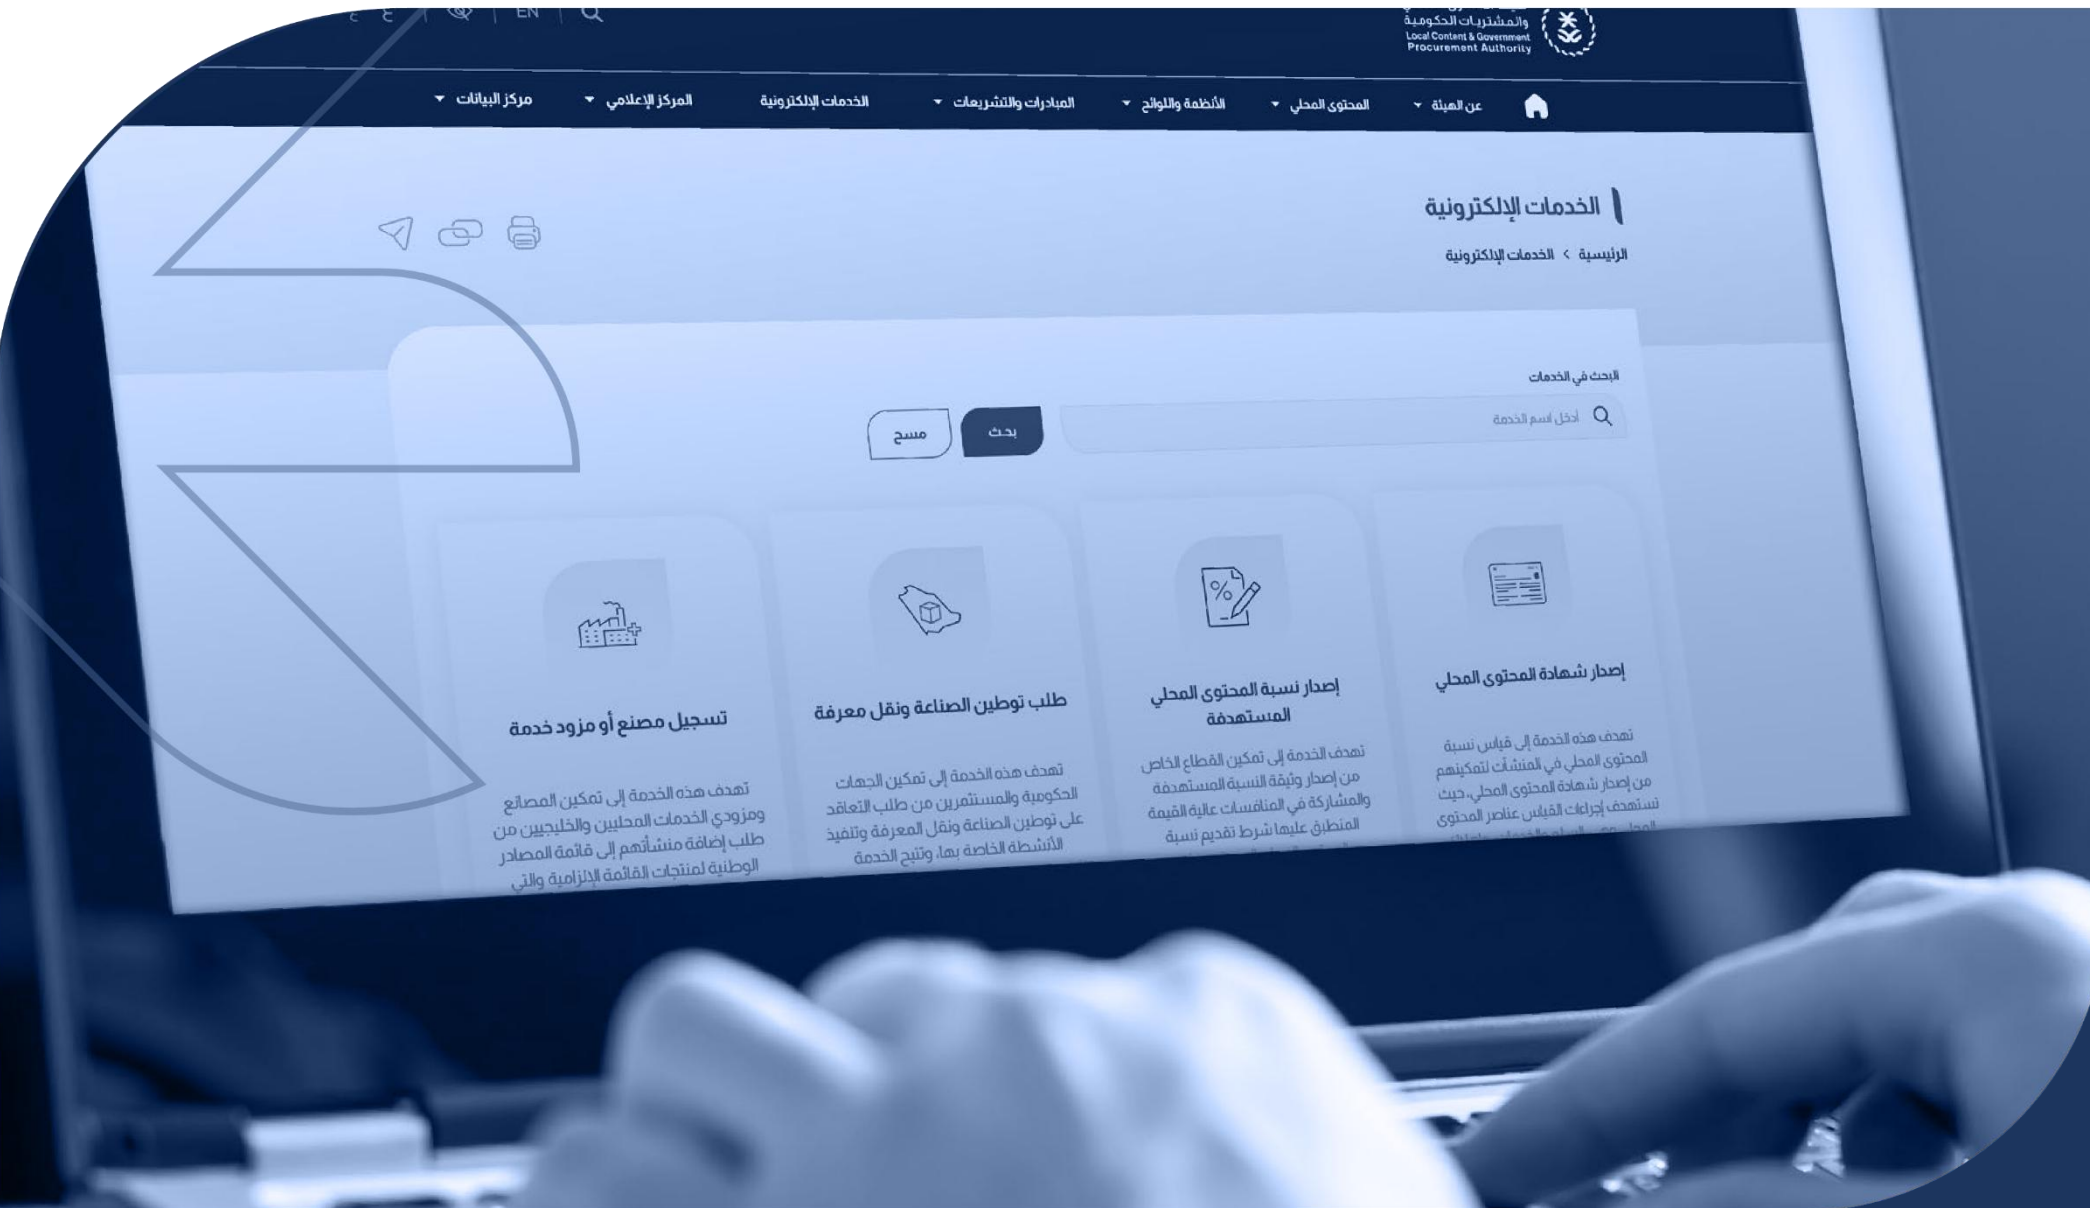 والمشتريات الحكومية
Local Content & Government
Procurement Authority
EN
ع ع
عن الهيئة
المحتوى المحلي
الأنظمة واللوائح
المبادرات والتشريعات
الخدمات الإلكترونية
المركز الإعلامي
مركز البيانات
الخدمات الإلكترونية
الرئيسية > الخدمات الإلكترونية
البحث في الخدمات
أدخل اسم الخدمة
بحث
مسح
إصدار شهادة المحتوى المحلي
تهدف هذه الخدمة إلى قياس نسبة
المحتوى المحلي في المنشآت لتمكينهم
من إصدار شهادة المحتوى المحلي، حيث
تستهدف إجراءات القياس عناصر المحتوى
إصدار نسبة المحتوى المحلي
المستهدفة
تهدف الخدمة إلى تمكين القطاع الخاص
من إصدار وثيقة النسبة المستهدفة
والمشاركة في المنافسات عالية القيمة
المنطبق عليها شرط تقديم نسبة
طلب توطين الصناعة ونقل معرفة
تهدف هذه الخدمة إلى تمكين الجهات
الحكومية والمستثمرين من طلب التعاقد
على توطين الصناعة ونقل المعرفة وتنفيذ
الأنشطة الخاصة بها، وتتيح الخدمة
تسجيل مصنع أو مزود خدمة
تهدف هذه الخدمة إلى تمكين المصانع
ومزودي الخدمات المحليين والخليجيين من
طلب إضافة منشأتهم إلى قائمة المصادر
الوطنية لمنتجات القائمة الإلزامية والتي